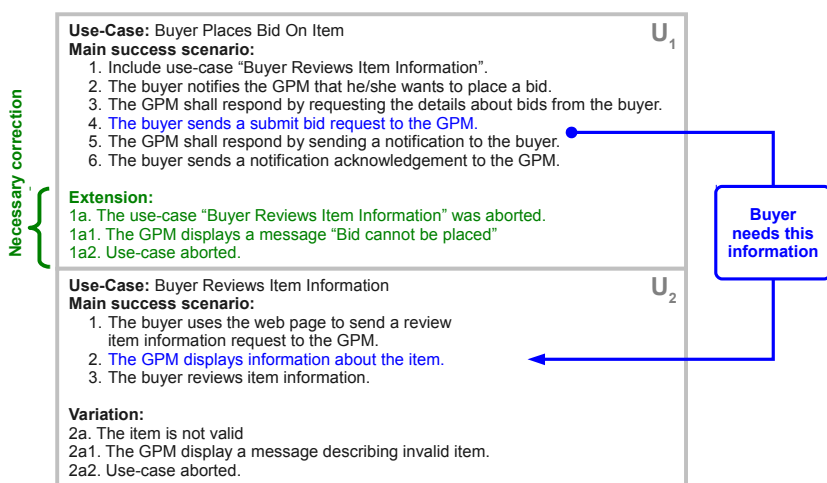 Use-Case: Buyer Places Bid On Item
U1
Main success scenario:
1. Include use-case “Buyer Reviews Item Information”.
2. The buyer notifies the GPM that he/she wants to place a bid.
3. The GPM shall respond by requesting the details about bids from the buyer.
4. The buyer sends a submit bid request to the GPM.
5. The GPM shall respond by sending a notification to the buyer.
6. The buyer sends a notification acknowledgement to the GPM.
Necessary correction
Extension:
1a. The use-case “Buyer Reviews Item Information” was aborted.
1a1. The GPM displays a message “Bid cannot be placed”
1a2. Use-case aborted.
Buyer
needs this
information
Use-Case: Buyer Reviews Item Information
U2
Main success scenario:
1. The buyer uses the web page to send a review
item information request to the GPM.
2. The GPM displays information about the item.
3. The buyer reviews item information.
Variation:
2a. The item is not valid
2a1. The GPM display a message describing invalid item.
2a2. Use-case aborted.